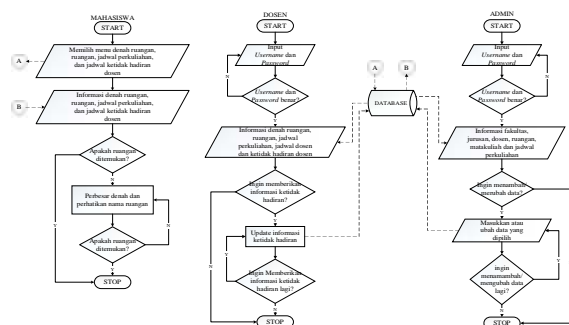 MAHASISWA
START
Memilih menu denah ruangan,
ruangan, jadwal perkuliahan,
dan jadwal ketidak hadiran
dosen
A
Informasi denah ruangan,
ruangan, jadwal perkuliahan,
dan jadwal ketidak hadiran
dosen
B
Apakah ruangan
ditemukan?
N
Perbesar denah dan
perhatikan nama ruangan
Y
N
Apakah ruangan
ditemukan?
Y
STOP
DOSEN
START
Input
Username dan
Password
N
Username dan
Password benar?
Y
Informasi denah ruangan,
ruangan, jadwal
perkuliahan, jadwal dosen
dan ketidak hadiran dosen
Ingin memberikan
informasi ketidak
hadiran?
Y
Update informasi
ketidak hadiran
N
Y
Ingin Memberikan
informasi ketidak
hadiran lagi?
N
STOP
A
B
DATABASE
ADMIN
START
Input
Username dan
Password
N
Username dan
Password benar?
Y
Informasi fakultas,
jurusan, dosen, ruangan,
matakuliah dan jadwal
perkuliahan
Ingin menambah/
merubah data?
Y
Masukkan atau
ubah data yang
dipilih
Y
ingin
menamambah/
mengubah data
lagi?
N
STOP